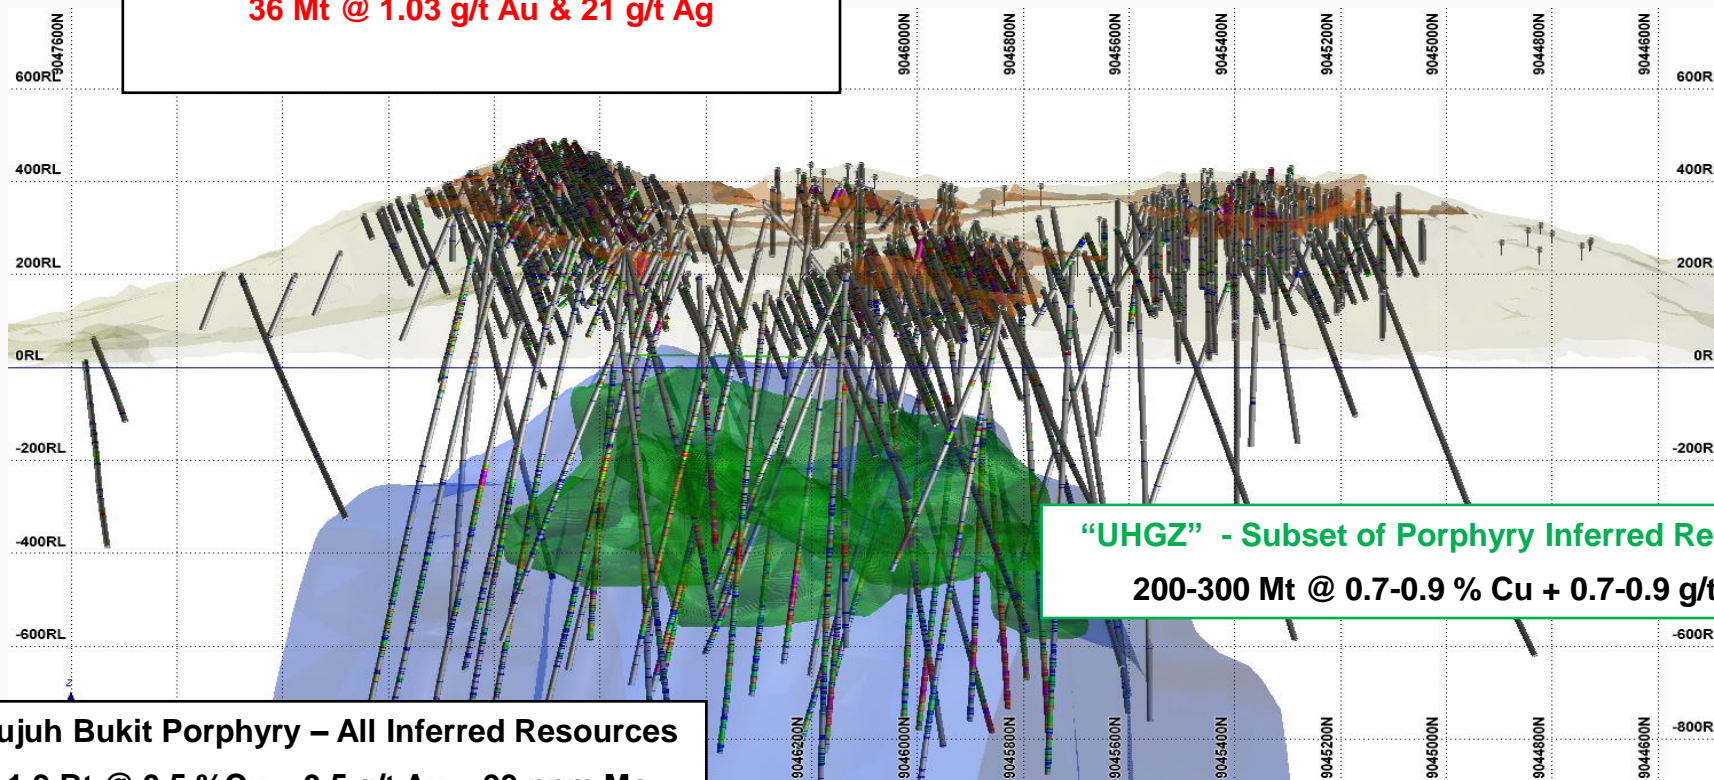 36 Mt @ 1.03 g/t Au & 21 g/t Ag
9047600N
9046000N
9045800N
9045600N
9045400N
9045200N
9045000N
9044800N
9044600N
600RL
600R
400RL
400R
200RL
200R
0RL
0R
-200RL
-200R
-400RL
“UHGZ” - Subset of Porphyry Inferred Re
200-300 Mt @ 0.7-0.9 % Cu + 0.7-0.9 g/t
-600RL
-600R
z
ujuh Bukit Porphyry – All Inferred Resources
-800R
9046200N
9046000N
9045800N
9045600N
9045400N
9045200N
9045000N
9044800N
9044600N